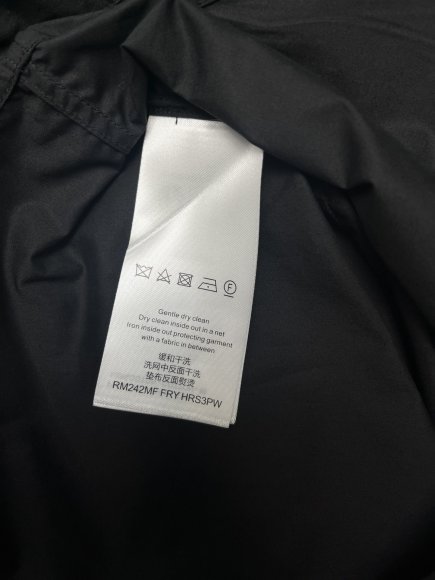 F
Gentle dry clean
Dry clean inside out in a net
Iron inside out protecting garment
with a fabric in between
缓和干洗
洗网中反面干洗
垫布反面熨烫
RM242MF FRY HRS3PW